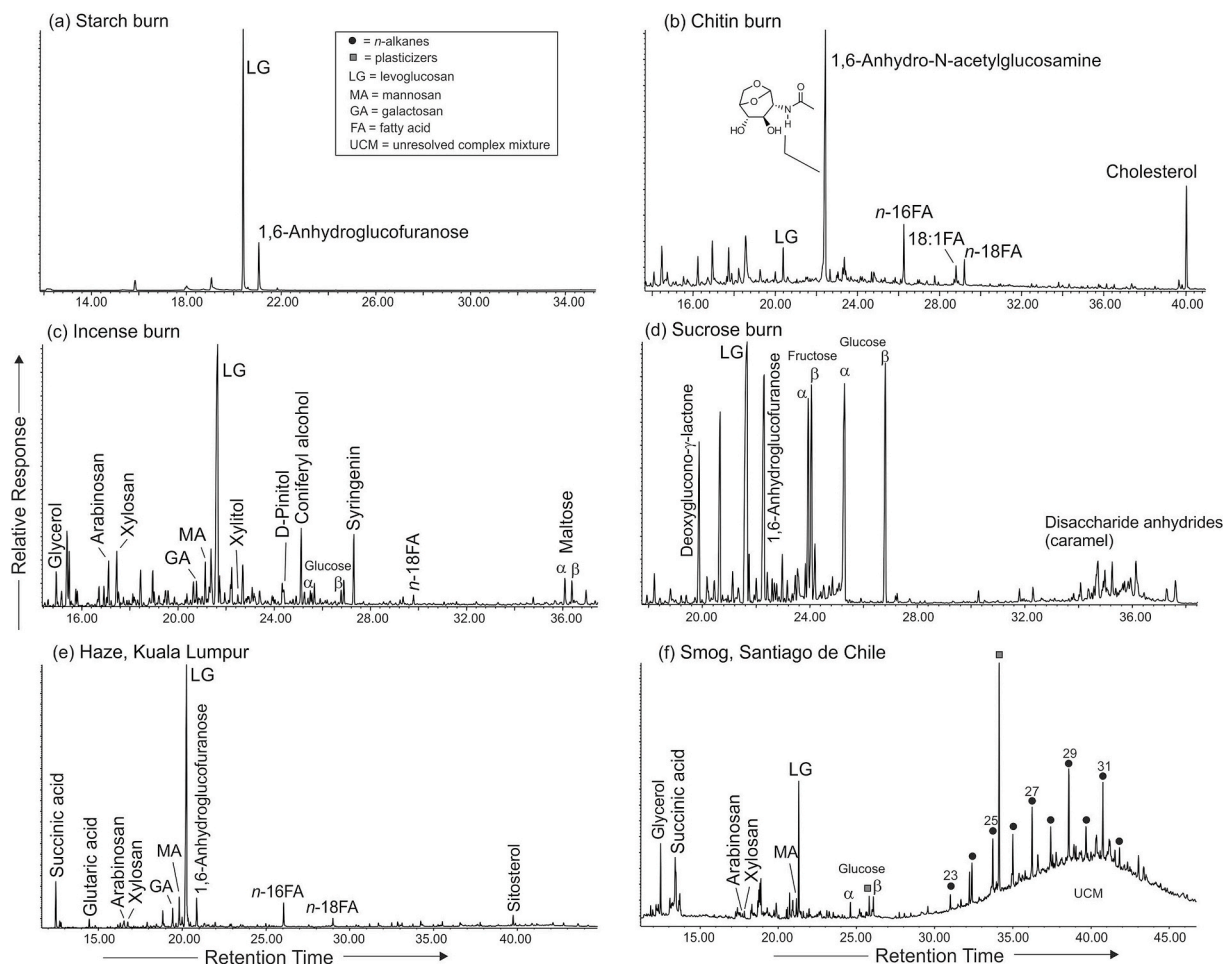 (a) Starch burn
LG
1,6-Anhydroglucofuranose
● = n-alkanes
■ = plasticizers
LG = levoglucosan
MA = mannosan
GA = galactosan
FA = fatty acid
UCM = unresolved complex mixture
14.00 18.00 22.00 26.00 30.00 34.00
(b) Chitin burn
1,6-Anhydro-N-acetylglucosamine
O
O
O
N
H
HO
OH
LG
n-16FA
18:1FA
n-18FA
Cholesterol
16.00 20.00 24.00 28.00 32.00 36.00 40.00
(c) Incense burn
Glycerol
Arabinosan
Xylosan
GA
MA
LG
Xylitol
D-Pinitol
Coniferyl alcohol
Glucose
α β
Syringenin
n-18FA
Maltose
α β
16.00 20.00 24.00 28.00 32.00 36.00
Relative Response
(d) Sucrose burn
Deoxyglucono-γ-lactone
LG
1,6-Anhydroglucofuranose
Fructose
α β
Glucose
α β
Disaccharide anhydrides
(caramel)
20.00 24.00 28.00 32.00 36.00
(e) Haze, Kuala Lumpur
Succinic acid
Glutaric acid
Arabinosan
Xylosan
GA
MA
LG
1,6-Anhydroglucofuranose
n-16FA
n-18FA
Sitosterol
15.00 20.00 25.00 30.00 35.00 40.00
Retention Time
(f) Smog, Santiago de Chile
Glycerol
Succinic acid
Arabinosan
Xylosan
MA
LG
Glucose
α β
23
25
27
29
31
UCM
15.00 20.00 25.00 30.00 35.00 40.00 45.00
Retention Time